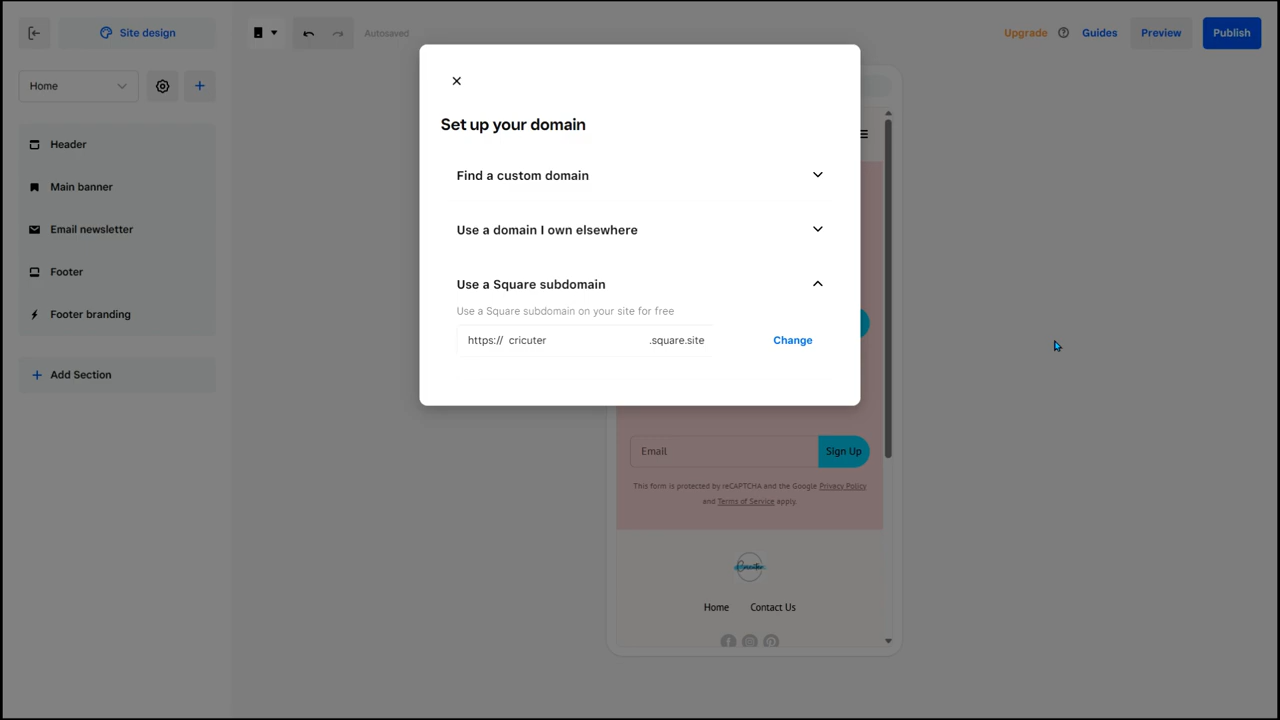 Site design
Autosaved
Upgrade
Guides
Preview
Publish
Home
Header
Main banner
Email newsletter
Footer
Footer branding
Add Section
Set up your domain
Find a custom domain
Use a domain I own elsewhere
Use a Square subdomain
Use a Square subdomain on your site for free
https:// cricuter .square.site
Change
Email
Sign Up
This form is protected by reCAPTCHA and the Google Privacy Policy
and Terms of Service apply.
Home Contact Us